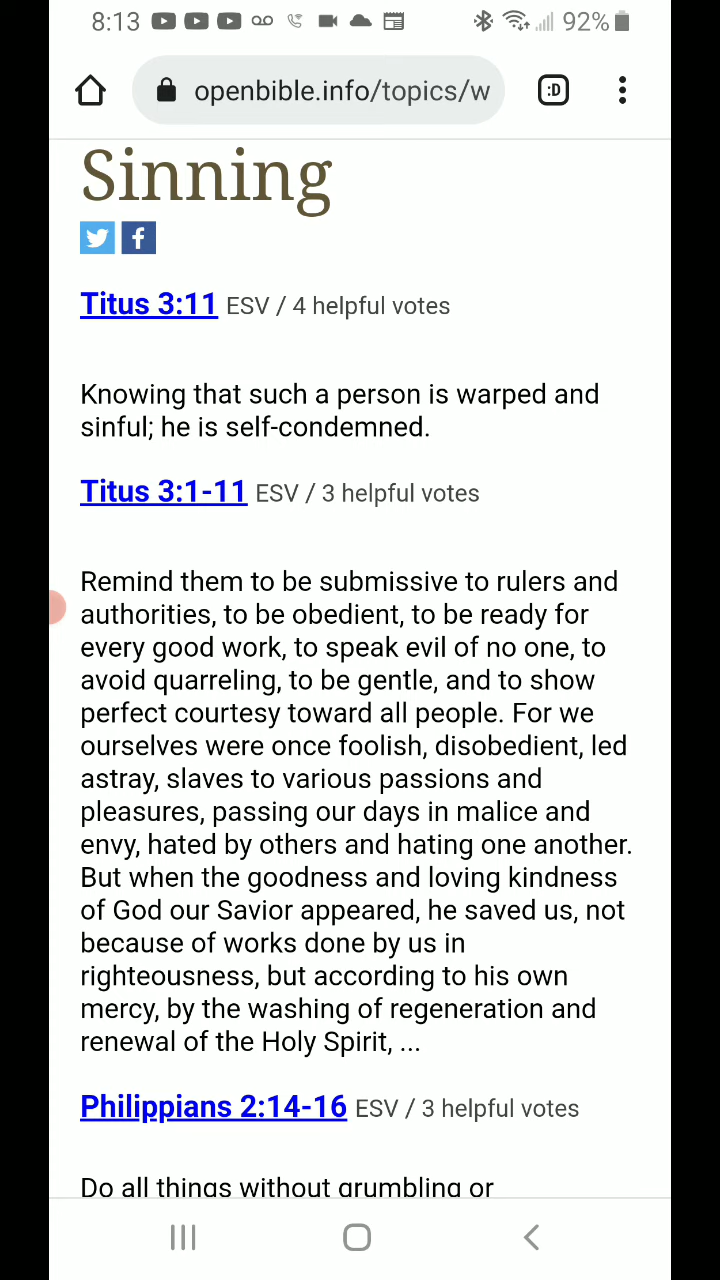 8:13 92%
openbible.info/topics/w :D
Sinning
Titus 3:11 ESV / 4 helpful votes
Knowing that such a person is warped and
sinful; he is self-condemned.
Titus 3:1-11 ESV / 3 helpful votes
Remind them to be submissive to rulers and
authorities, to be obedient, to be ready for
every good work, to speak evil of no one, to
avoid quarreling, to be gentle, and to show
perfect courtesy toward all people. For we
ourselves were once foolish, disobedient, led
astray, slaves to various passions and
pleasures, passing our days in malice and
envy, hated by others and hating one another.
But when the goodness and loving kindness
of God our Savior appeared, he saved us, not
because of works done by us in
righteousness, but according to his own
mercy, by the washing of regeneration and
renewal of the Holy Spirit, ...
Philippians 2:14-16 ESV / 3 helpful votes
Do all things without grumbling or